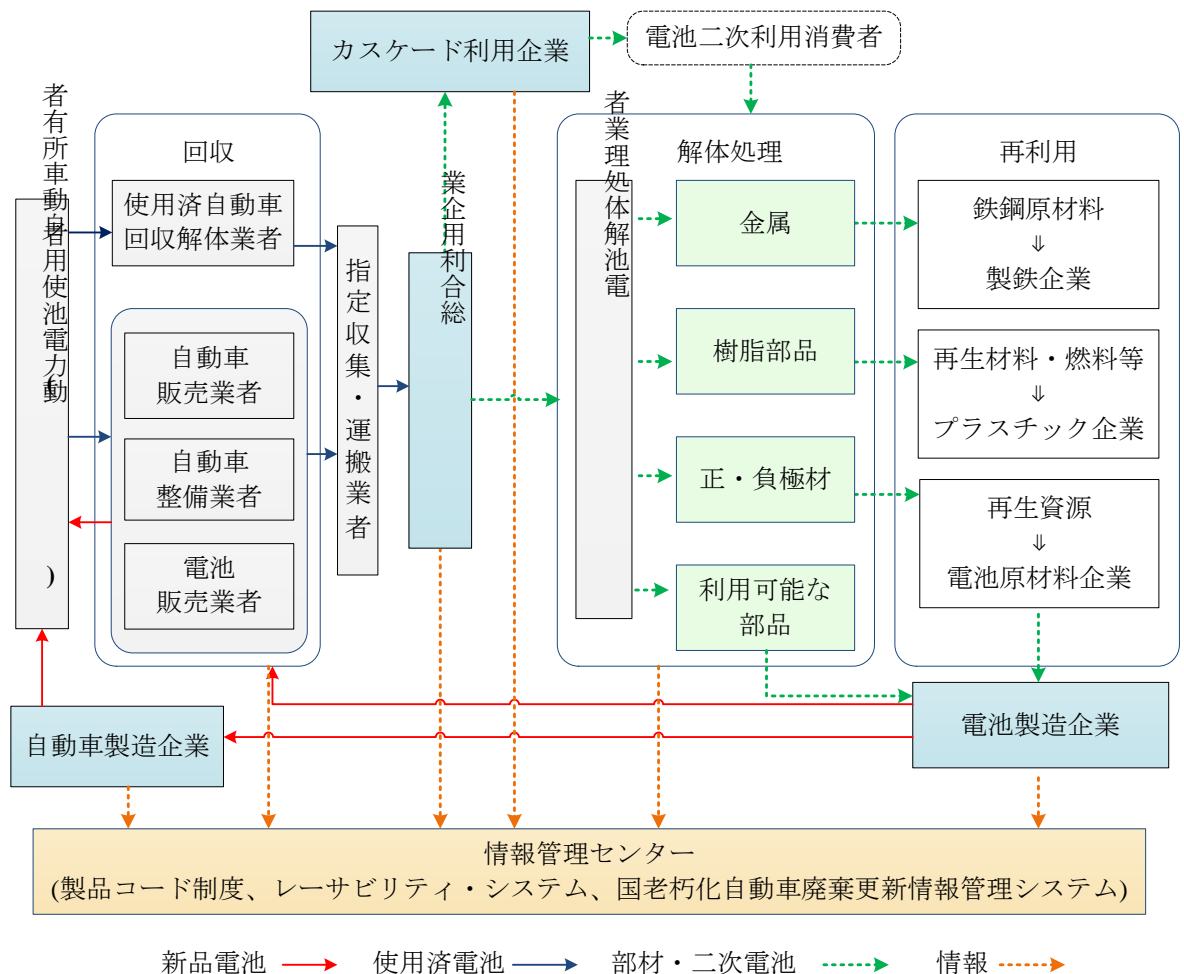 カスケード利用企業
電池二次利用消費者
者有所車動自
者用使池電力動
(
)
回収
使用済自動車
回収解体業者
自動車
販売業者
自動車
整備業者
電池
販売業者
指定収集・運搬業者
業企用利合総
解体処理
者業理処体解池電
金属
樹脂部品
正・負極材
利用可能な
部品
再利用
鉄鋼原材料
⇓
製鉄企業
再生材料・燃料等
⇓
プラスチック企業
再生資源
⇓
電池原材料企業
自動車製造企業
電池製造企業
情報管理センター
(製品コード制度、レーサビリティ・システム、国老朽化自動車廃棄更新情報管理システム)
新品電池
使用済電池
部材・二次電池
情報